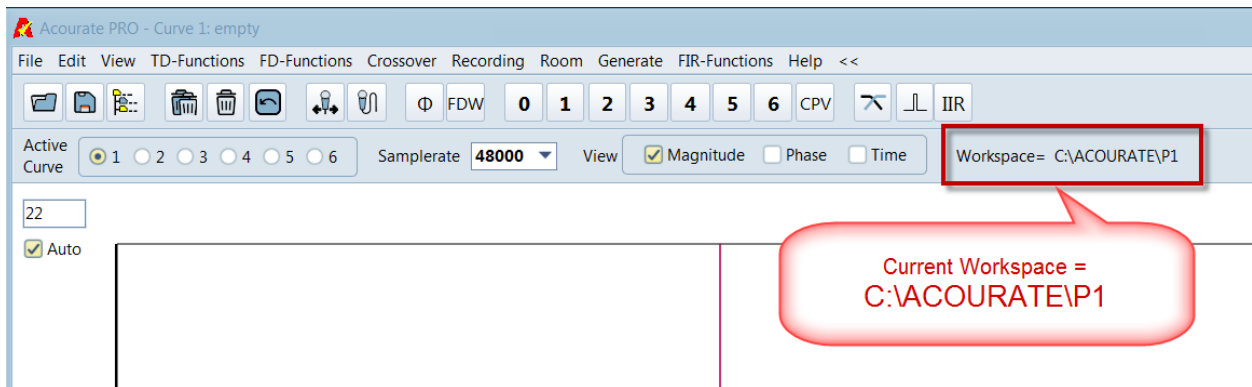 Acourate PRO - Curve 1: empty
File Edit View TD-Functions FD-Functions Crossover Recording Room Generate FIR-Functions Help <<
Φ FDW 0 1 2 3 4 5 6 CPV IIR
Active Curve 1 2 3 4 5 6 Samplerate 48000 View Magnitude Phase Time Workspace= C:\ACOURATE\P1
22
Auto
Current Workspace =
C:\ACOURATE\P1